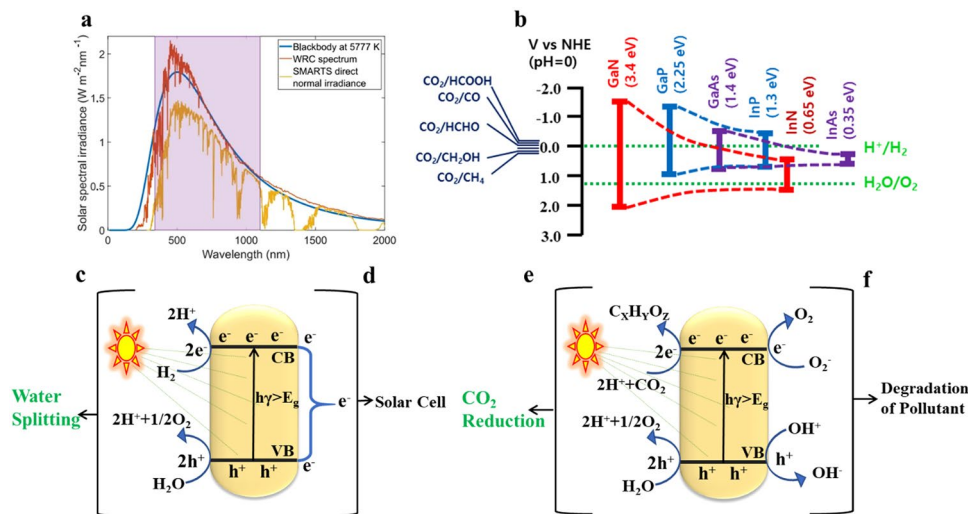 a
Solar spectral irradiance (W m⁻² nm⁻¹)
2
1.5
1
0.5
0
0
500
1000
1500
2000
Wavelength (nm)
Blackbody at 5777 K
WRC spectrum
SMARTS direct
normal irradiance
b
V vs NHE
(pH=0)
CO₂/HCOOH
CO₂/CO
CO₂/HCHO
CO₂/CH₂OH
CO₂/CH₄
-2.0
-1.0
0.0
1.0
2.0
3.0
GaN
(3.4 eV)
GaP
(2.25 eV)
GaAs
(1.4 eV)
InP
(1.3 eV)
InN
(0.65 eV)
InAs
(0.35 eV)
H⁺/H₂
H₂O/O₂
c
d
Water
Splitting
2H⁺
2e⁻
H₂
e⁻ e⁻ e⁻
CB
e⁻
hγ>Eg
e⁻
2H⁺+1/2O₂
2h⁺
H₂O
VB
h⁺ h⁺
e⁻
Solar Cell
e
f
CO₂
Reduction
CXHYOZ
2e⁻
2H⁺+CO₂
e⁻ e⁻ e⁻
CB
e⁻
O₂
O₂⁻
hγ>Eg
2H⁺+1/2O₂
2h⁺
H₂O
VB
h⁺ h⁺
OH⁺
h⁺
OH⁻
Degradation
of Pollutant